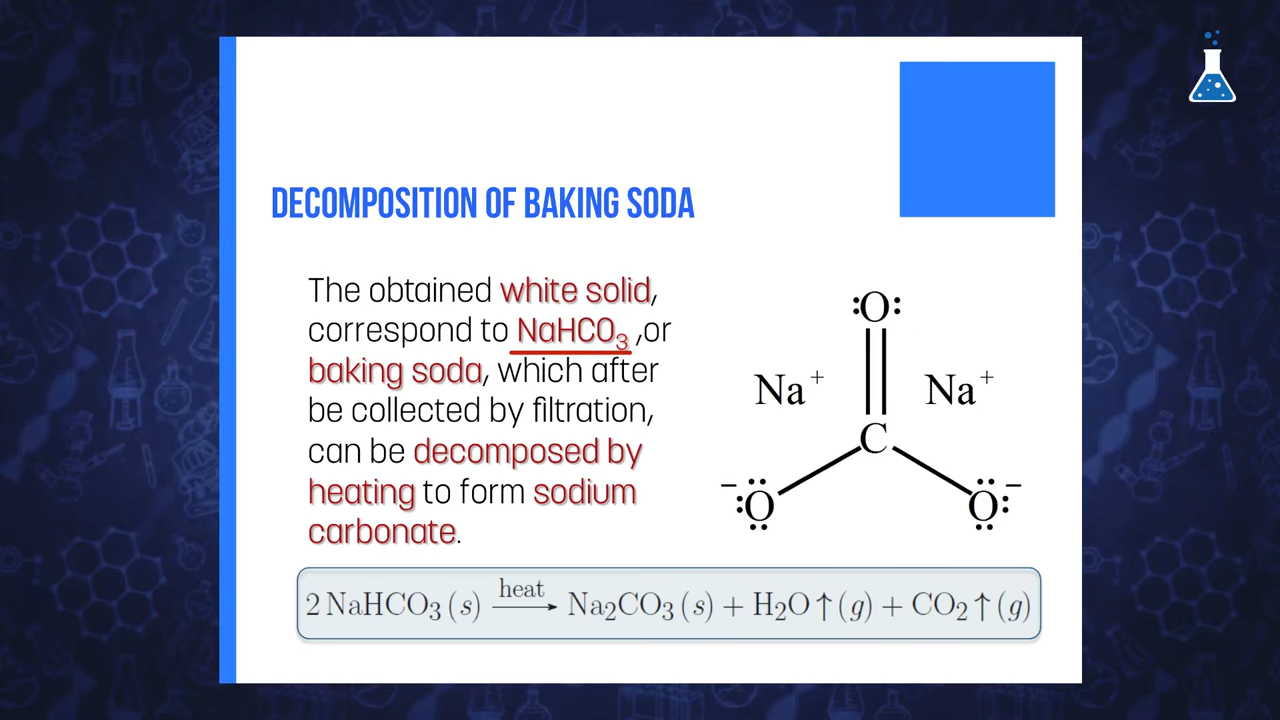 DECOMPOSITION OF BAKING SODA
The obtained white solid,
correspond to NaHCO₃ ,or
baking soda, which after
be collected by filtration,
can be decomposed by
heating to form sodium
carbonate.
:O:
Na⁺ Na⁺
C
⁻:O O:⁻
heat
2 NaHCO₃ (s) ⟶ Na₂CO₃ (s) + H₂O ↑ (g) + CO₂ ↑ (g)